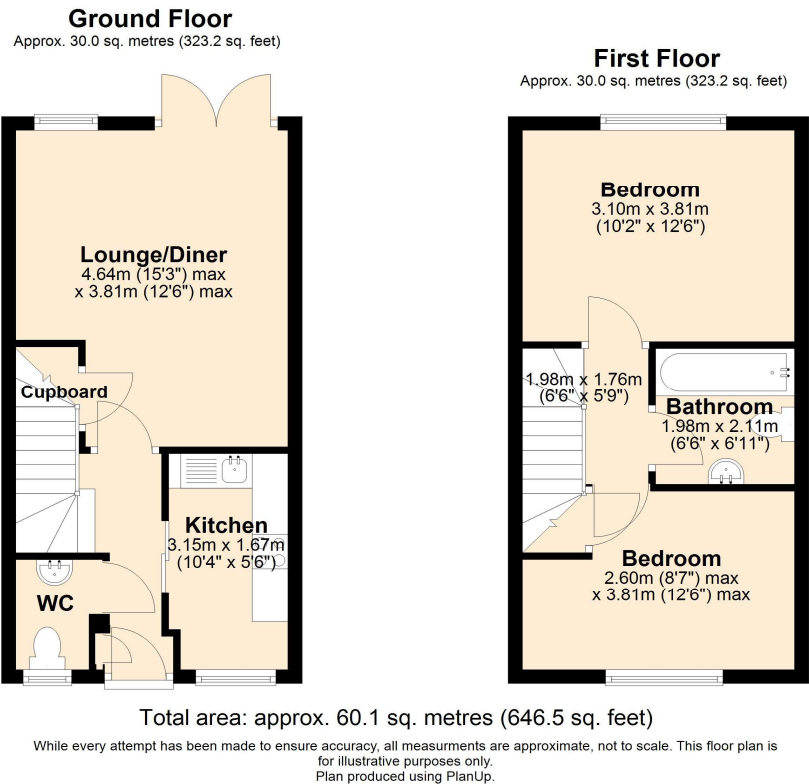 Ground Floor
Approx. 30.0 sq. metres (323.2 sq. feet)
Lounge/Diner
4.64m (15'3") max
x 3.81m (12'6") max
Cupboard
Kitchen
3.15m x 1.67m
(10'4" x 5'6")
WC
First Floor
Approx. 30.0 sq. metres (323.2 sq. feet)
Bedroom
3.10m x 3.81m
(10'2" x 12'6")
1.98m x 1.76m
(6'6" x 5'9")
Bathroom
1.98m x 2.11m
(6'6" x 6'11")
Bedroom
2.60m (8'7") max
x 3.81m (12'6") max
Total area: approx. 60.1 sq. metres (646.5 sq. feet)
While every attempt has been made to ensure accuracy, all measurments are approximate, not to scale. This floor plan is
for illustrative purposes only.
Plan produced using PlanUp.